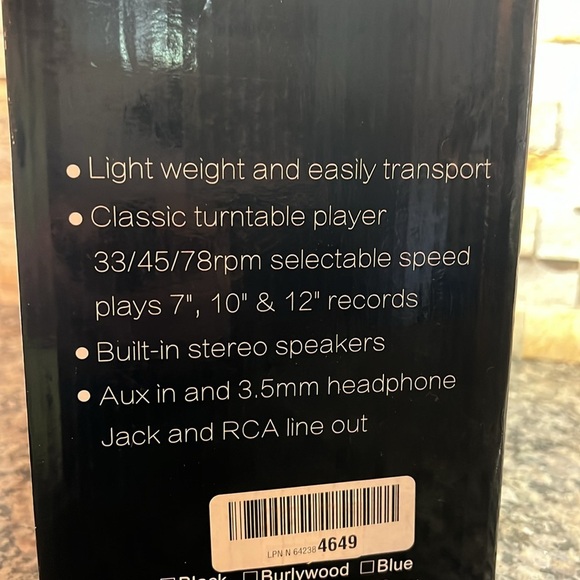 ● Light weight and easily transport
● Classic turntable player
33/45/78rpm selectable speed
plays 7", 10" & 12" records
● Built-in stereo speakers
● Aux in and 3.5mm headphone
Jack and RCA line out
LPN N 64238 4649
☐Black ☐Burlywood ☐Blue